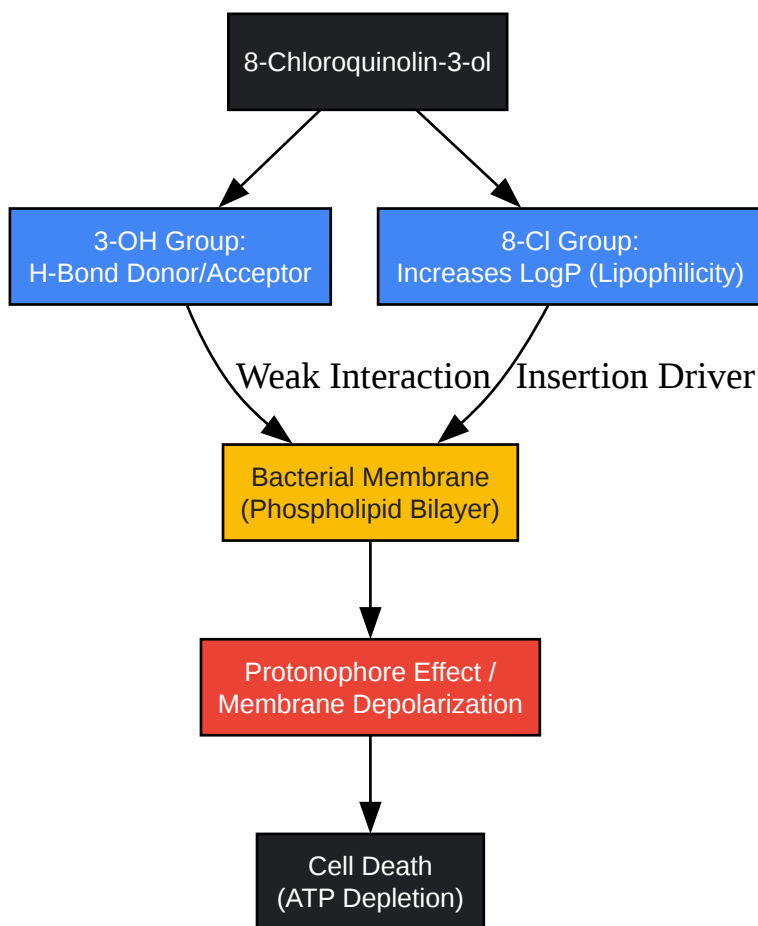 8-Chloroquinolin-3-ol
3-OH Group:
H-Bond Donor/Acceptor
8-Cl Group:
Increases LogP (Lipophilicity)
Weak Interaction
Insertion Driver
Bacterial Membrane
(Phospholipid Bilayer)
Protonophore Effect /
Membrane Depolarization
Cell Death
(ATP Depletion)